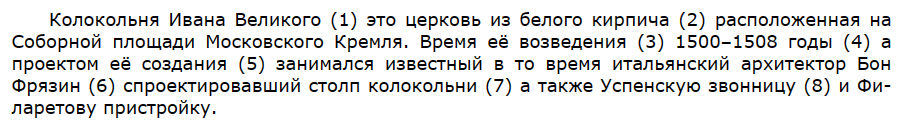 Колокольня Ивана Великого (1) это церковь из белого кирпича (2) расположенная на
Соборной площади Московского Кремля. Время её возведения (3) 1500–1508 годы (4) а
проектом её создания (5) занимался известный в то время итальянский архитектор Бон
Фрязин (6) спроектировавший столп колокольни (7) а также Успенскую звонницу (8) и Фи-
ларетову пристройку.